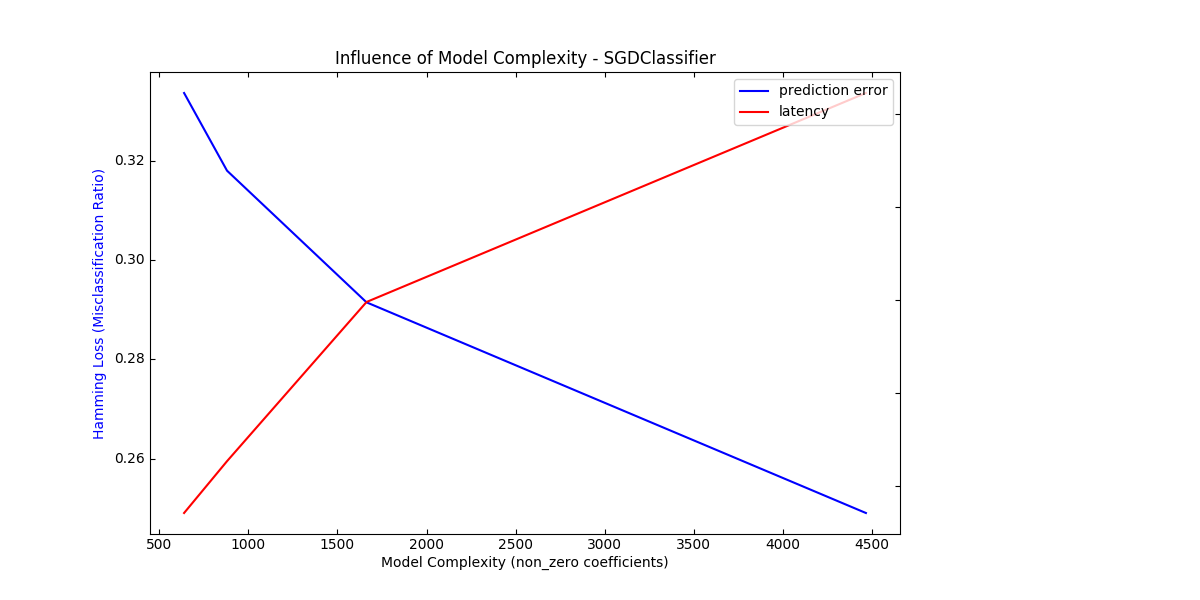 Influence of Model Complexity - SGDClassifier
prediction error
latency
Hamming Loss (Misclassification Ratio)
0.32
0.30
0.28
0.26
500 1000 1500 2000 2500 3000 3500 4000 4500
Model Complexity (non_zero coefficients)